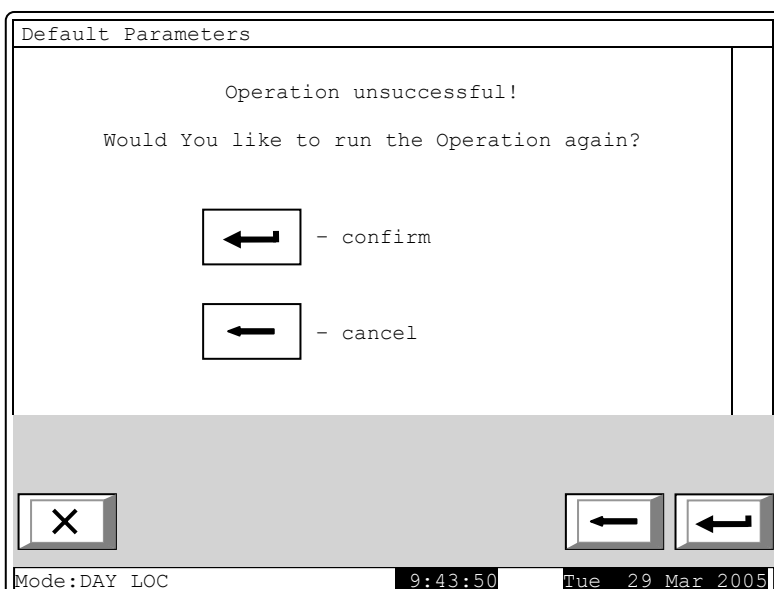 Default Parameters
Operation unsuccessful!
Would You like to run the Operation again?
- confirm
- cancel
Mode:DAY LOC 9:43:50 Tue 29 Mar 2005